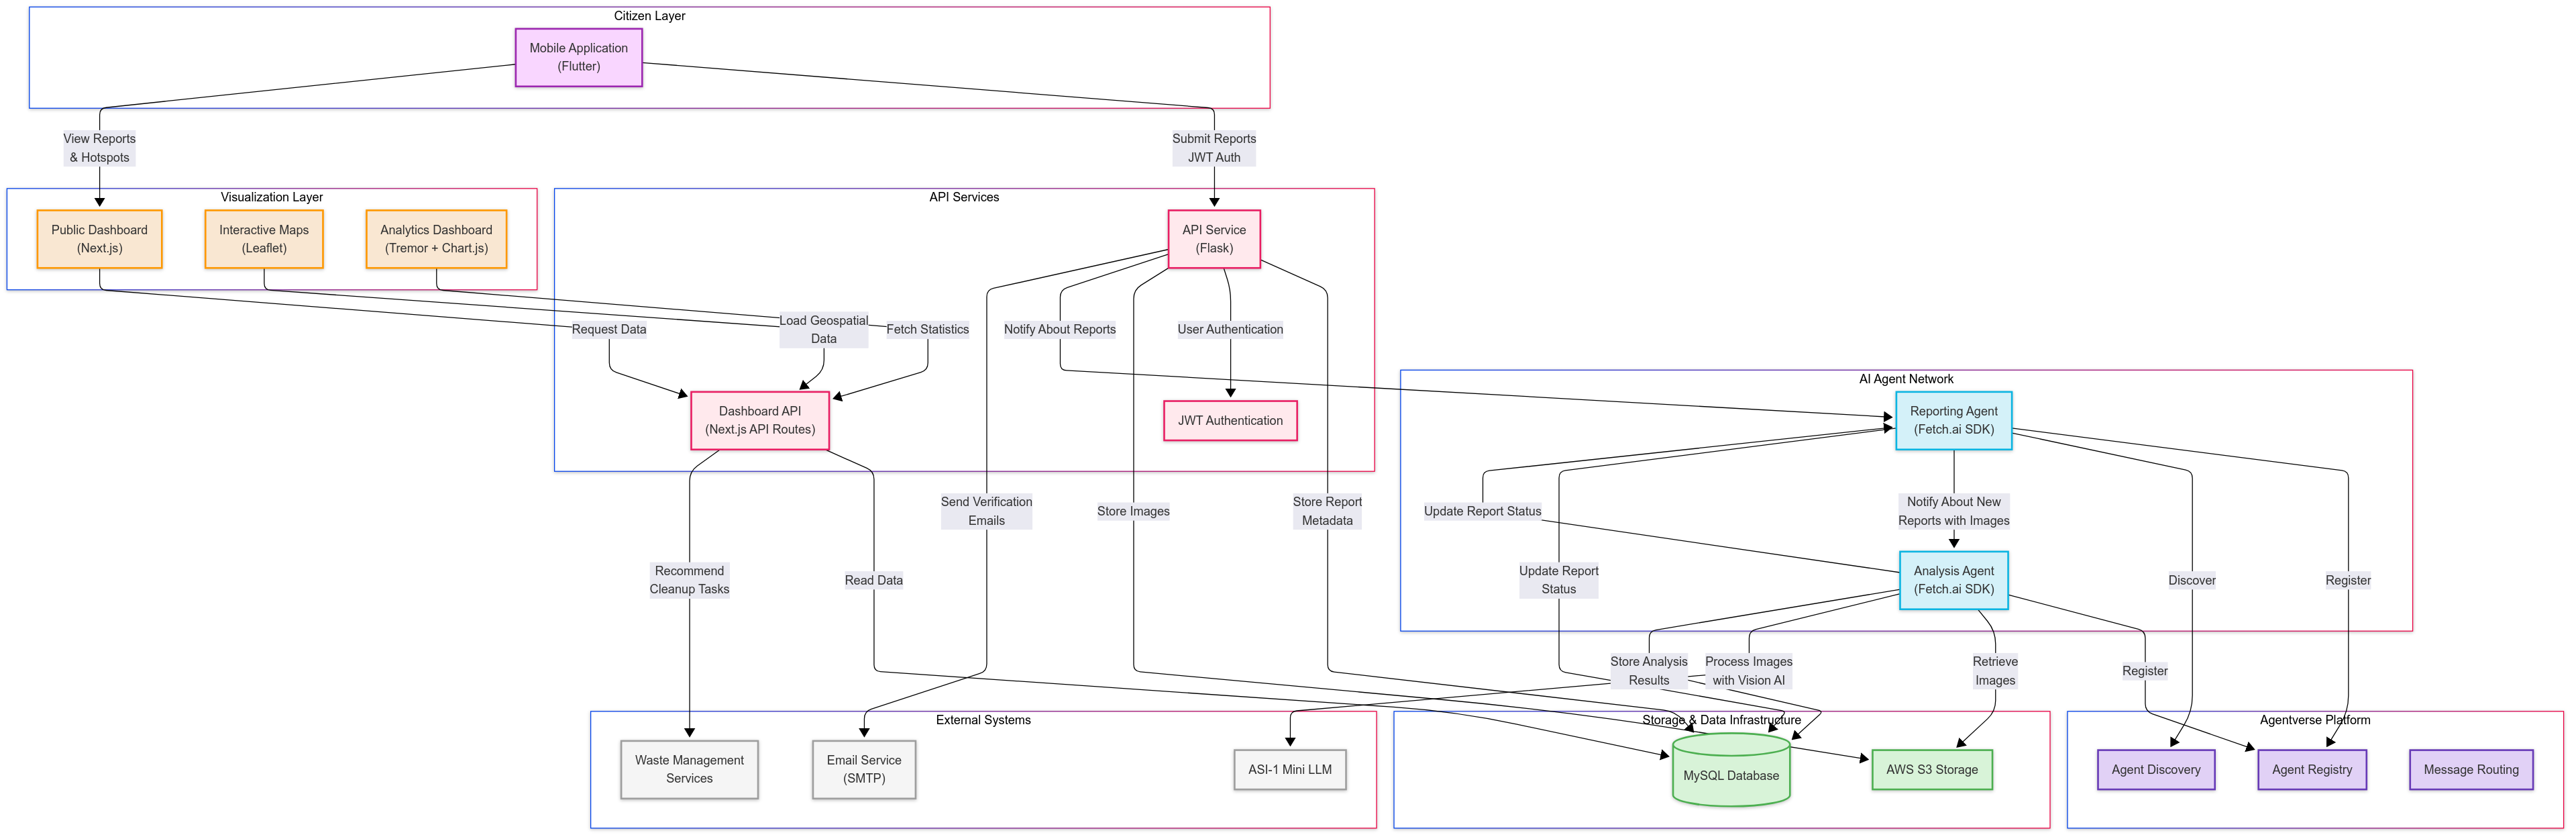 Citizen Layer
Mobile Application
(Flutter)
View Reports
& Hotspots
Submit Reports
JWT Auth
Visualization Layer
Public Dashboard
(Next.js)
Interactive Maps
(Leaflet)
Analytics Dashboard
(Tremor + Chart.js)
API Services
API Service
(Flask)
Request Data
Load Geospatial
Data
Fetch Statistics
Notify About Reports
User Authentication
Dashboard API
(Next.js API Routes)
JWT Authentication
AI Agent Network
Reporting Agent
(Fetch.ai SDK)
Send Verification
Emails
Store Images
Store Report
Metadata
Update Report Status
Notify About New
Reports with Images
Recommend
Cleanup Tasks
Read Data
Update Report
Status
Analysis Agent
(Fetch.ai SDK)
Discover
Register
Store Analysis
Results
Process Images
with Vision AI
Retrieve
Images
Register
External Systems
Waste Management
Services
Email Service
(SMTP)
ASI-1 Mini LLM
Storage & Data Infrastructure
MySQL Database
AWS S3 Storage
Agentverse Platform
Agent Discovery
Agent Registry
Message Routing